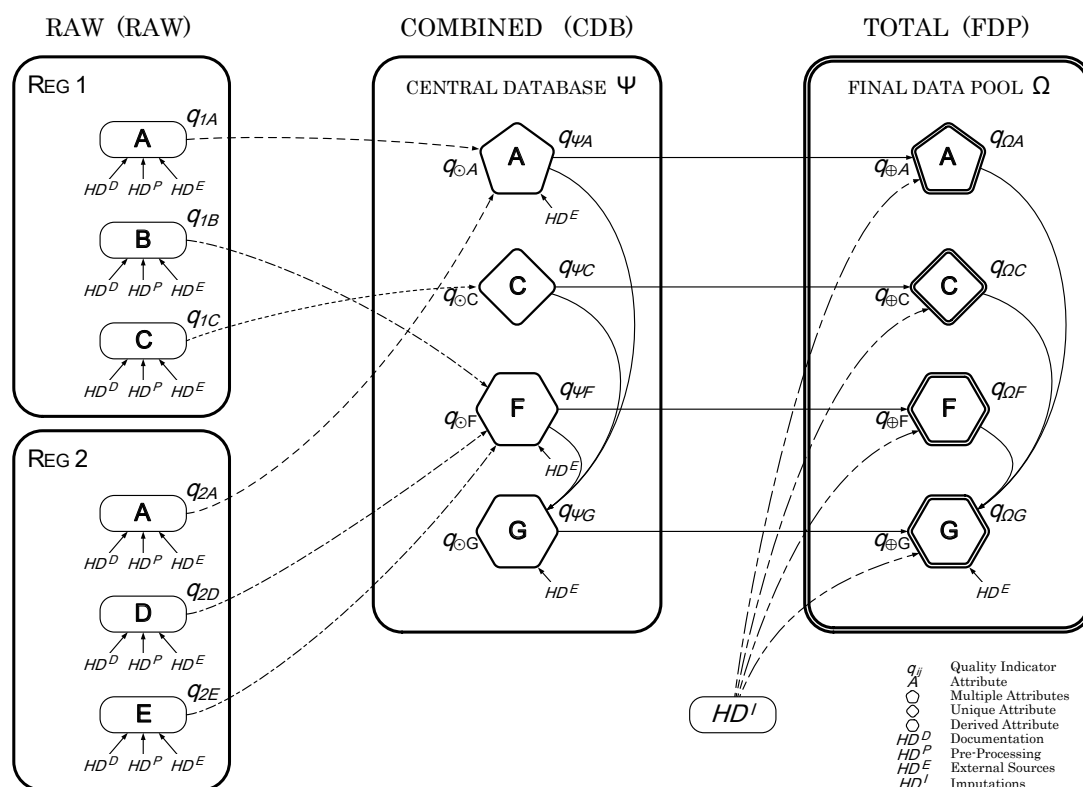 RAW (RAW)
COMBINED (CDB)
TOTAL (FDP)
REG 1
A
q1A
HD^D HD^P HD^E
B
q1B
HD^D HD^P HD^E
C
q1C
HD^D HD^P HD^E
REG 2
A
q2A
HD^D HD^P HD^E
D
q2D
HD^D HD^P HD^E
E
q2E
HD^D HD^P HD^E
CENTRAL DATABASE Ψ
A
qΨA
q⊙A
HD^E
C
qΨC
q⊙C
F
qΨF
q⊙F
HD^E
G
qΨG
q⊙G
HD^E
HD^I
FINAL DATA POOL Ω
A
qΩA
q⊕A
C
qΩC
q⊕C
F
qΩF
q⊕F
G
qΩG
q⊕G
HD^E
qij Quality Indicator
A Attribute
Multiple Attributes
Unique Attribute
Derived Attribute
HD^D Documentation
HD^P Pre-Processing
HD^E External Sources
HD^I Imputations